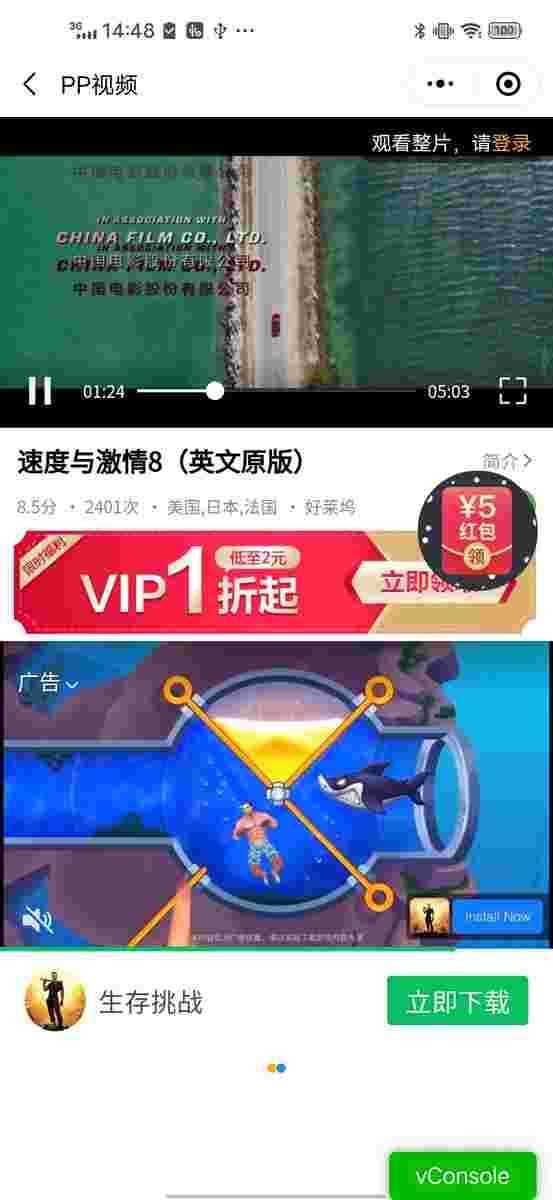 3G 14:48 100
PP视频
观看整片，请登录
中国电影股份有限公司
IN ASSOCIATION WITH
CHINA FILM CO., LTD.
IN ASSOCIATION WITH
中国电影股份有限公司
CHINA FILM CO., LTD.
中国电影股份有限公司
01:24 05:03
速度与激情8（英文原版）
简介
8.5分 · 2401次 · 美国,日本,法国 · 好莱坞
¥5
红包
领
限时福利
VIP1折起
低至2元
立即领
广告
Install Now
生存挑战
立即下载
vConsole